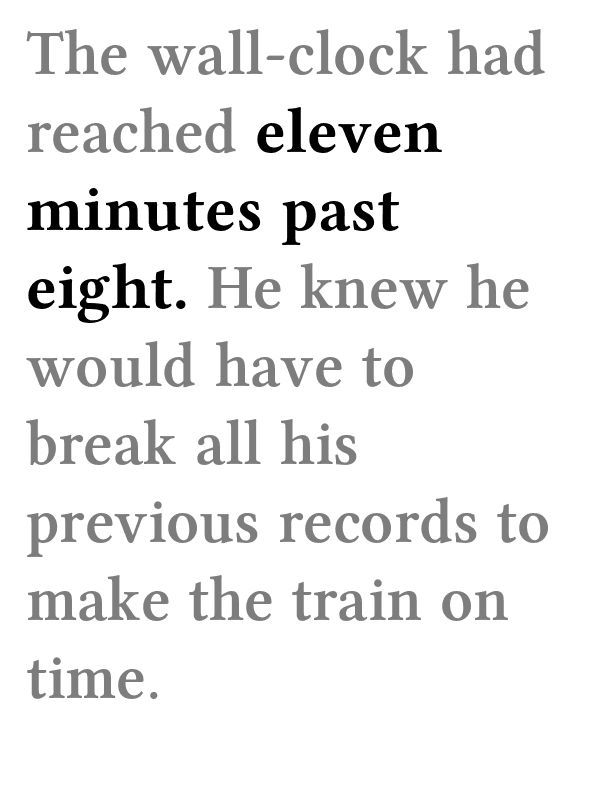 The wall-clock had
reached eleven
minutes past
eight. He knew he
would have to
break all his
previous records to
make the train on
time.